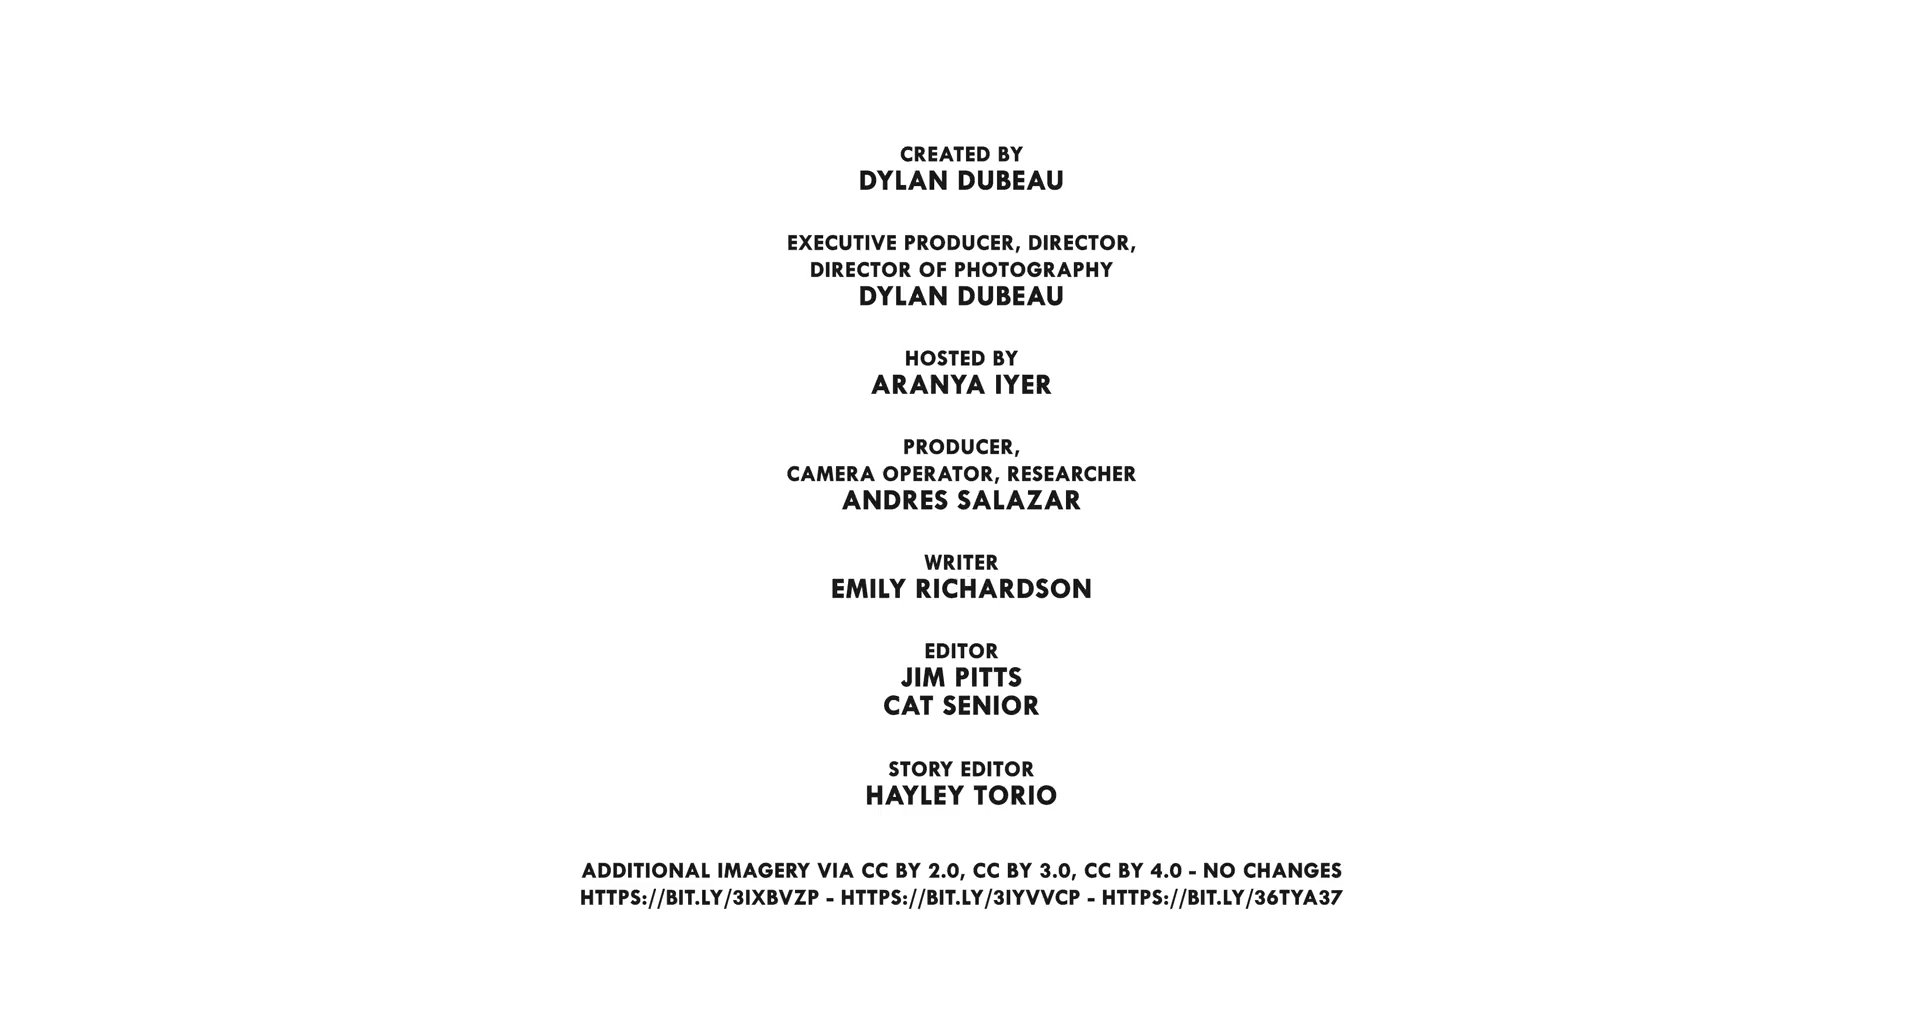 CREATED BY
DYLAN DUBEAU
EXECUTIVE PRODUCER, DIRECTOR,
DIRECTOR OF PHOTOGRAPHY
DYLAN DUBEAU
HOSTED BY
ARANYA IYER
PRODUCER,
CAMERA OPERATOR, RESEARCHER
ANDRES SALAZAR
WRITER
EMILY RICHARDSON
EDITOR
JIM PITTS
CAT SENIOR
STORY EDITOR
HAYLEY TORIO
ADDITIONAL IMAGERY VIA CC BY 2.0, CC BY 3.0, CC BY 4.0 - NO CHANGES
HTTPS://BIT.LY/3IXBVZP - HTTPS://BIT.LY/3IYVVCP - HTTPS://BIT.LY/36TYA37